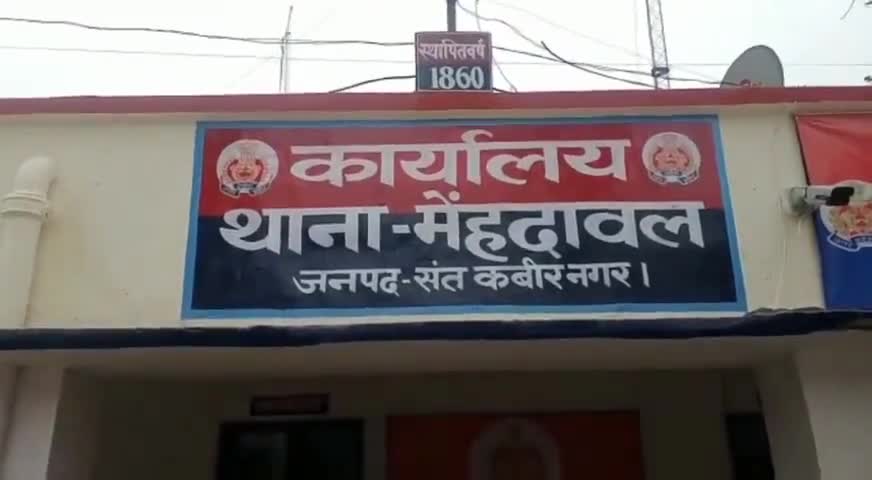 स्थापितवर्ष
1860
कार्यालय
थाना-मेंहदावल
जनपद-संत कबीर नगर।